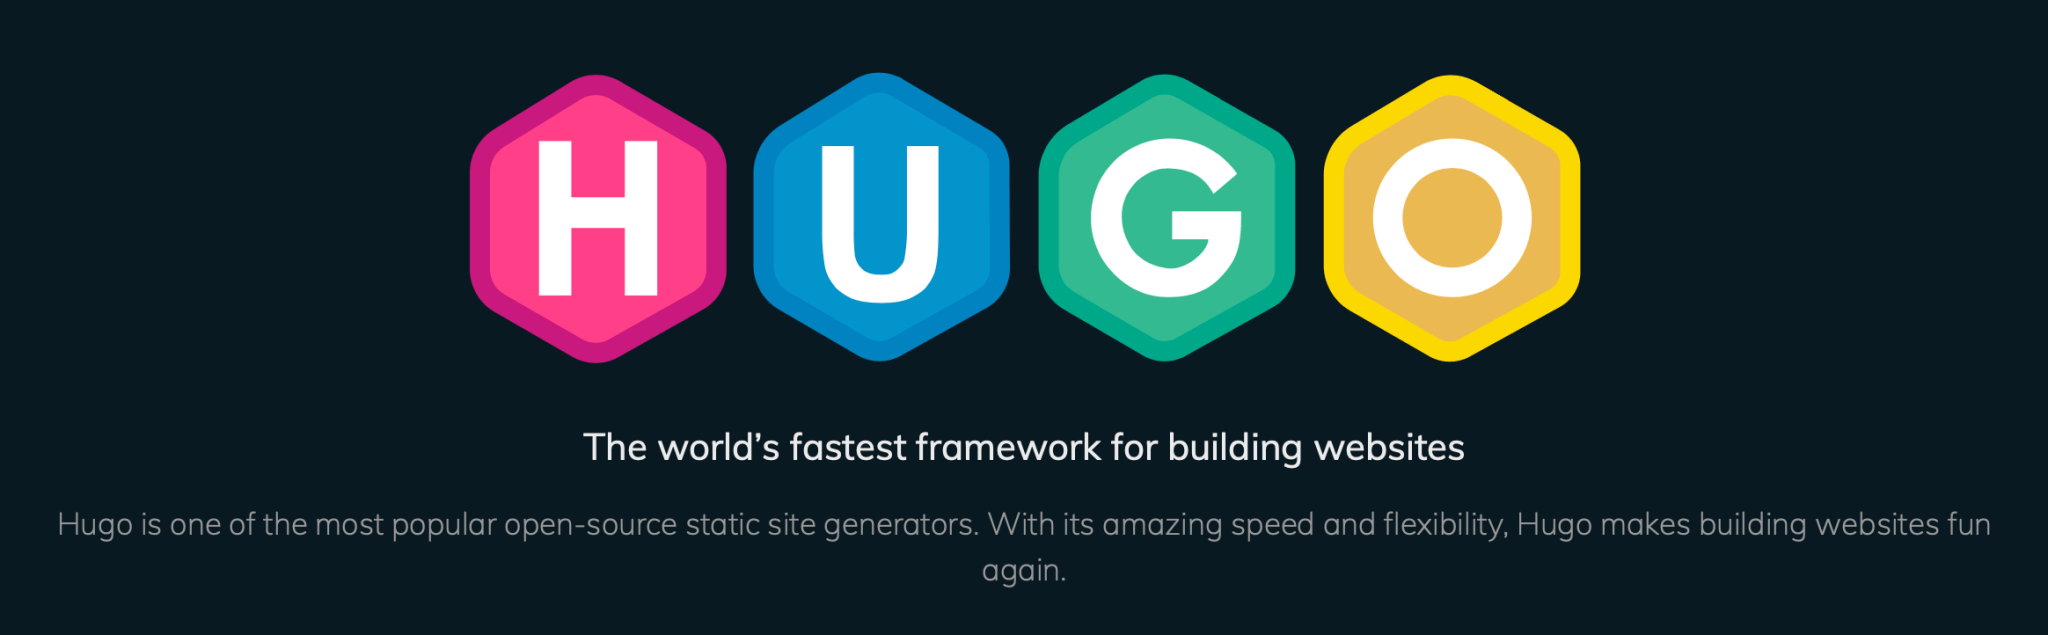 HUGO
The world’s fastest framework for building websites
Hugo is one of the most popular open-source static site generators. With its amazing speed and flexibility, Hugo makes building websites fun
again.